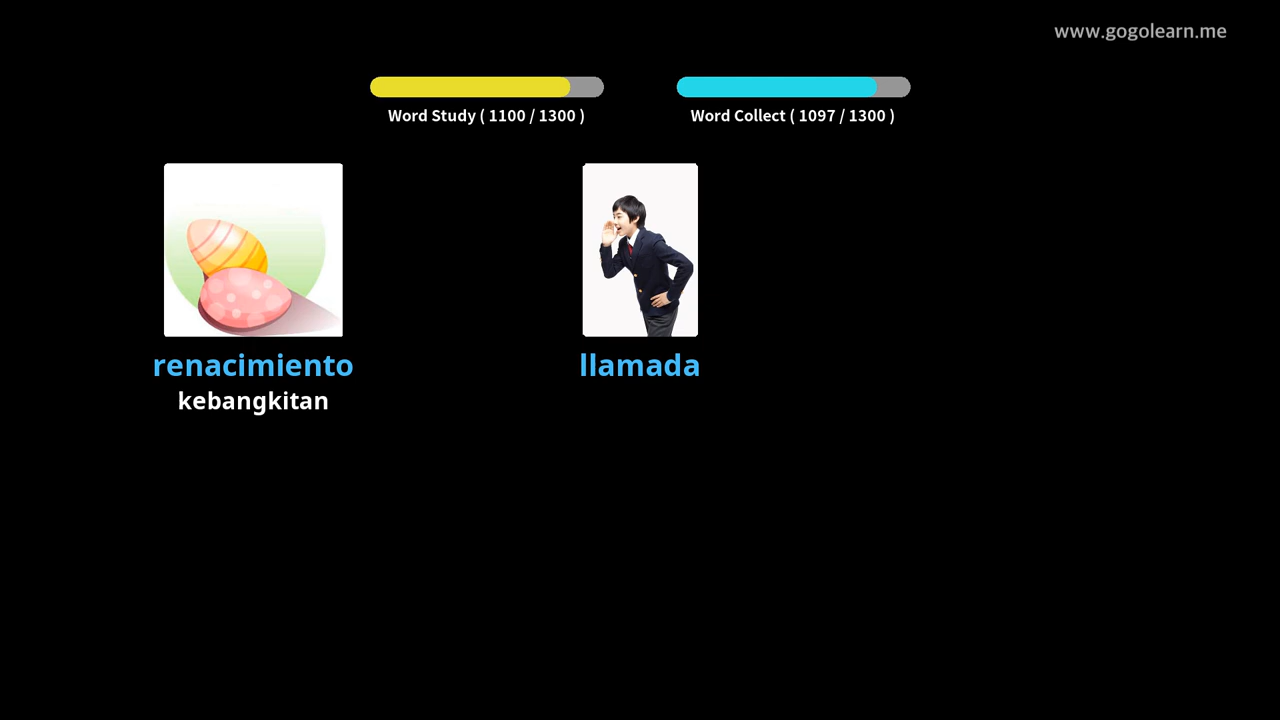 www.gogolearn.me
Word Study ( 1100 / 1300 )
Word Collect ( 1097 / 1300 )
renacimiento
kebangkitan
llamada